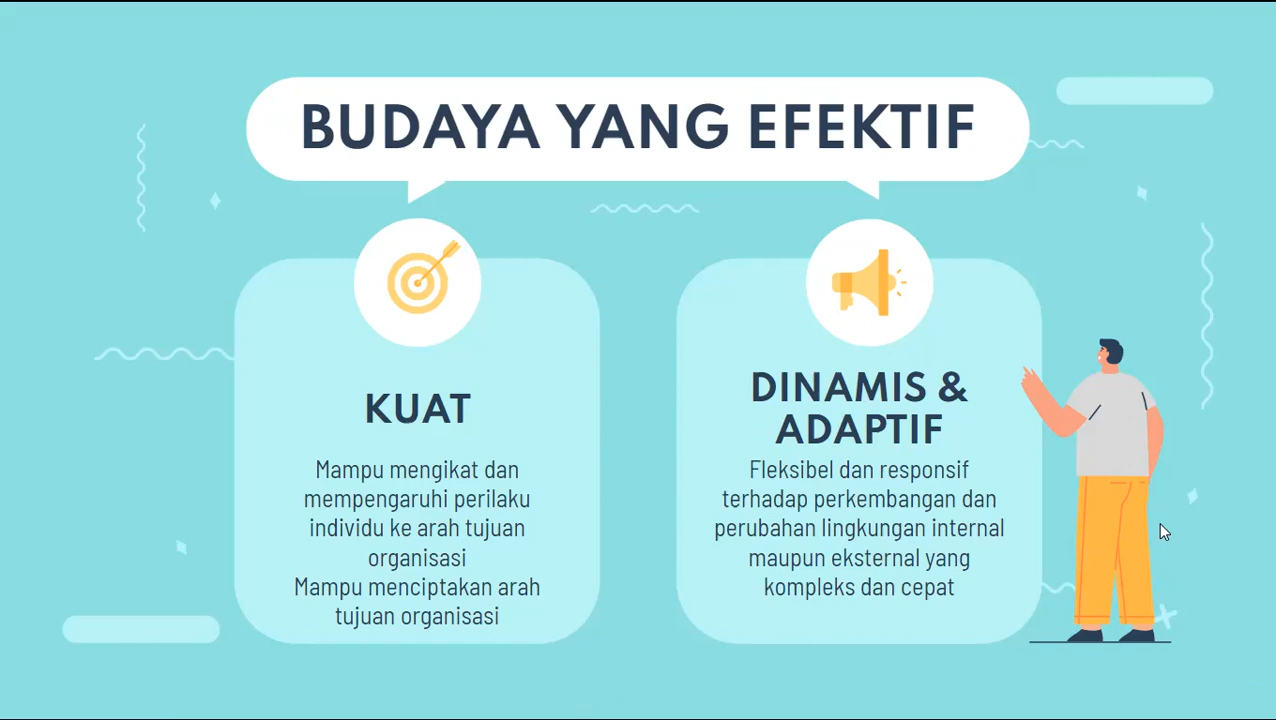 BUDAYA YANG EFEKTIF
KUAT
Mampu mengikat dan
mempengaruhi perilaku
individu ke arah tujuan
organisasi
Mampu menciptakan arah
tujuan organisasi
DINAMIS &
ADAPTIF
Fleksibel dan responsif
terhadap perkembangan dan
perubahan lingkungan internal
maupun eksternal yang
kompleks dan cepat